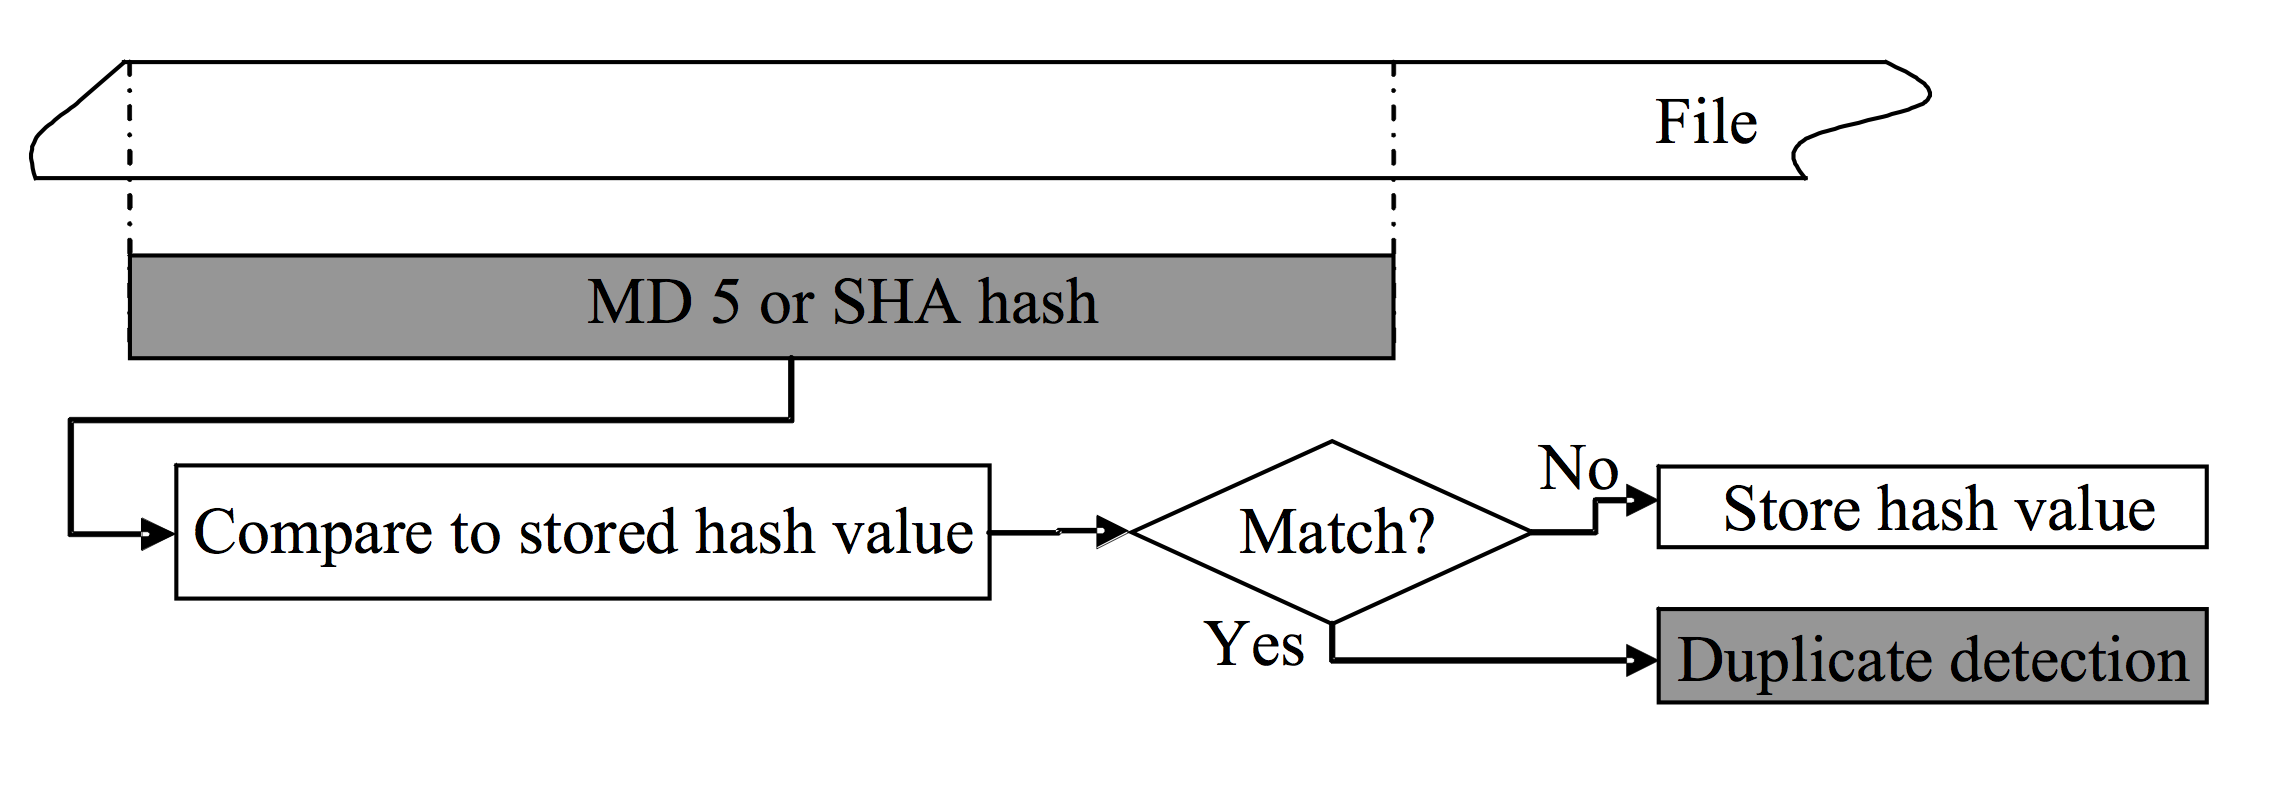 File
MD 5 or SHA hash
Compare to stored hash value
Match?
No
Store hash value
Yes
Duplicate detection